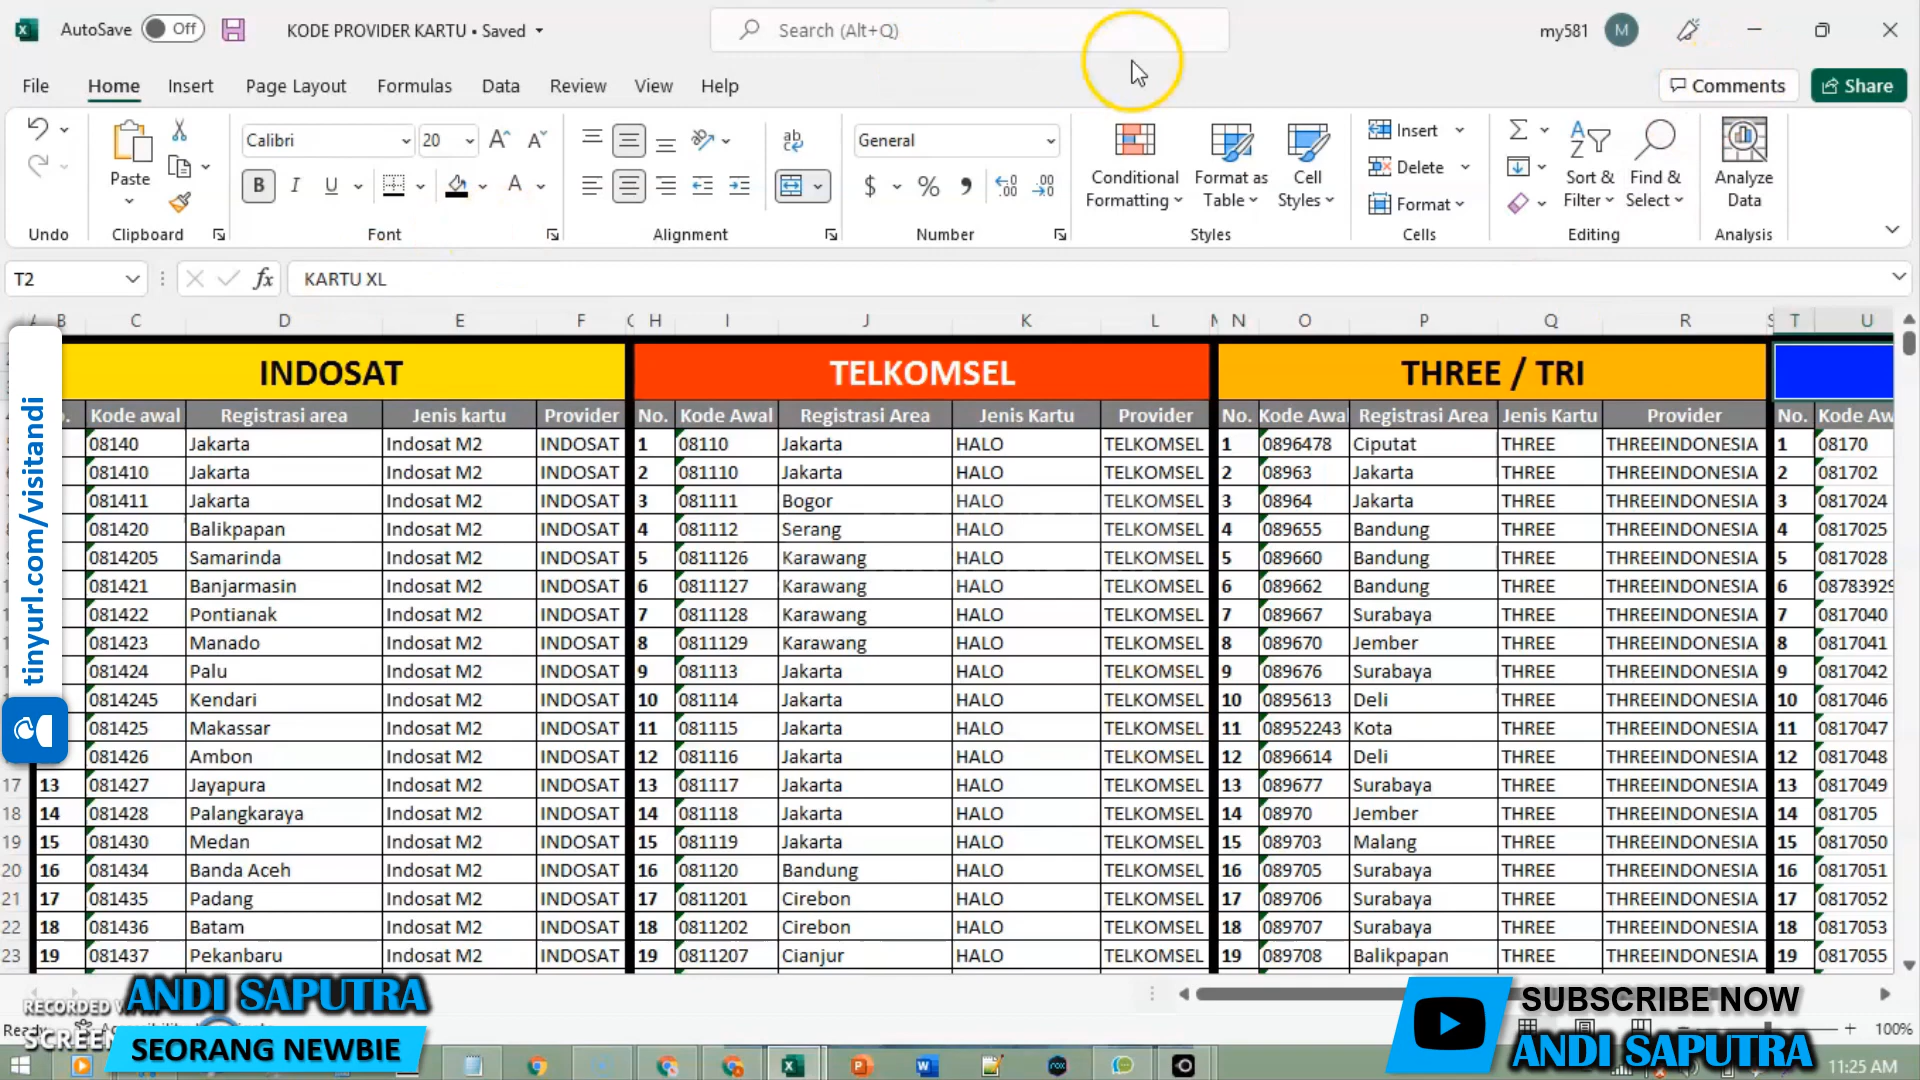 AutoSave Off KODE PROVIDER KARTU • Saved Search (Alt+Q) my581 M
File Home Insert Page Layout Formulas Data Review View Help Comments Share
Calibri 20 General
Paste B I U A $ % Conditional Formatting Format as Table Cell Styles Insert Delete Format Sort & Filter Find & Select Analyze Data
Undo Clipboard Font Alignment Number Styles Cells Editing Analysis
T2 fx KARTU XL
B C D E F H I J K L N O P Q R T U
INDOSAT TELKOMSEL THREE / TRI
Kode awal Registrasi area Jenis kartu Provider No. Kode Awal Registrasi Area Jenis Kartu Provider No. Kode Awal Registrasi Area Jenis Kartu Provider No. Kode Aw
08140 Jakarta Indosat M2 INDOSAT 1 08110 Jakarta HALO TELKOMSEL 1 0896478 Ciputat THREE THREEINDONESIA 1 08170
081410 Jakarta Indosat M2 INDOSAT 2 081110 Jakarta HALO TELKOMSEL 2 08963 Jakarta THREE THREEINDONESIA 2 081702
081411 Jakarta Indosat M2 INDOSAT 3 081111 Bogor HALO TELKOMSEL 3 08964 Jakarta THREE THREEINDONESIA 3 0817024
081420 Balikpapan Indosat M2 INDOSAT 4 081112 Serang HALO TELKOMSEL 4 089655 Bandung THREE THREEINDONESIA 4 0817025
0814205 Samarinda Indosat M2 INDOSAT 5 0811126 Karawang HALO TELKOMSEL 5 089660 Bandung THREE THREEINDONESIA 5 0817028
081421 Banjarmasin Indosat M2 INDOSAT 6 0811127 Karawang HALO TELKOMSEL 6 089662 Bandung THREE THREEINDONESIA 6 08783929
081422 Pontianak Indosat M2 INDOSAT 7 0811128 Karawang HALO TELKOMSEL 7 089667 Surabaya THREE THREEINDONESIA 7 0817040
081423 Manado Indosat M2 INDOSAT 8 0811129 Karawang HALO TELKOMSEL 8 089670 Jember THREE THREEINDONESIA 8 0817041
081424 Palu Indosat M2 INDOSAT 9 081113 Jakarta HALO TELKOMSEL 9 089676 Surabaya THREE THREEINDONESIA 9 0817042
0814245 Kendari Indosat M2 INDOSAT 10 081114 Jakarta HALO TELKOMSEL 10 0895613 Deli THREE THREEINDONESIA 10 0817046
081425 Makassar Indosat M2 INDOSAT 11 081115 Jakarta HALO TELKOMSEL 11 08952243 Kota THREE THREEINDONESIA 11 0817047
081426 Ambon Indosat M2 INDOSAT 12 081116 Jakarta HALO TELKOMSEL 12 0896614 Deli THREE THREEINDONESIA 12 0817048
17 13 081427 Jayapura Indosat M2 INDOSAT 13 081117 Jakarta HALO TELKOMSEL 13 089677 Surabaya THREE THREEINDONESIA 13 0817049
18 14 081428 Palangkaraya Indosat M2 INDOSAT 14 081118 Jakarta HALO TELKOMSEL 14 08970 Jember THREE THREEINDONESIA 14 081705
19 15 081430 Medan Indosat M2 INDOSAT 15 081119 Jakarta HALO TELKOMSEL 15 089703 Malang THREE THREEINDONESIA 15 0817050
20 16 081434 Banda Aceh Indosat M2 INDOSAT 16 081120 Bandung HALO TELKOMSEL 16 089705 Surabaya THREE THREEINDONESIA 16 0817051
21 17 081435 Padang Indosat M2 INDOSAT 17 0811201 Cirebon HALO TELKOMSEL 17 089706 Surabaya THREE THREEINDONESIA 17 0817052
22 18 081436 Batam Indosat M2 INDOSAT 18 0811202 Cirebon HALO TELKOMSEL 18 089707 Surabaya THREE THREEINDONESIA 18 0817053
23 19 081437 Pekanbaru Indosat M2 INDOSAT 19 0811207 Cianjur HALO TELKOMSEL 19 089708 Balikpapan THREE THREEINDONESIA 19 0817055
tinyurl.com/visitandi
RECORDED
ANDI SAPUTRA
SEORANG NEWBIE
SUBSCRIBE NOW
ANDI SAPUTRA
100%
11:25 AM